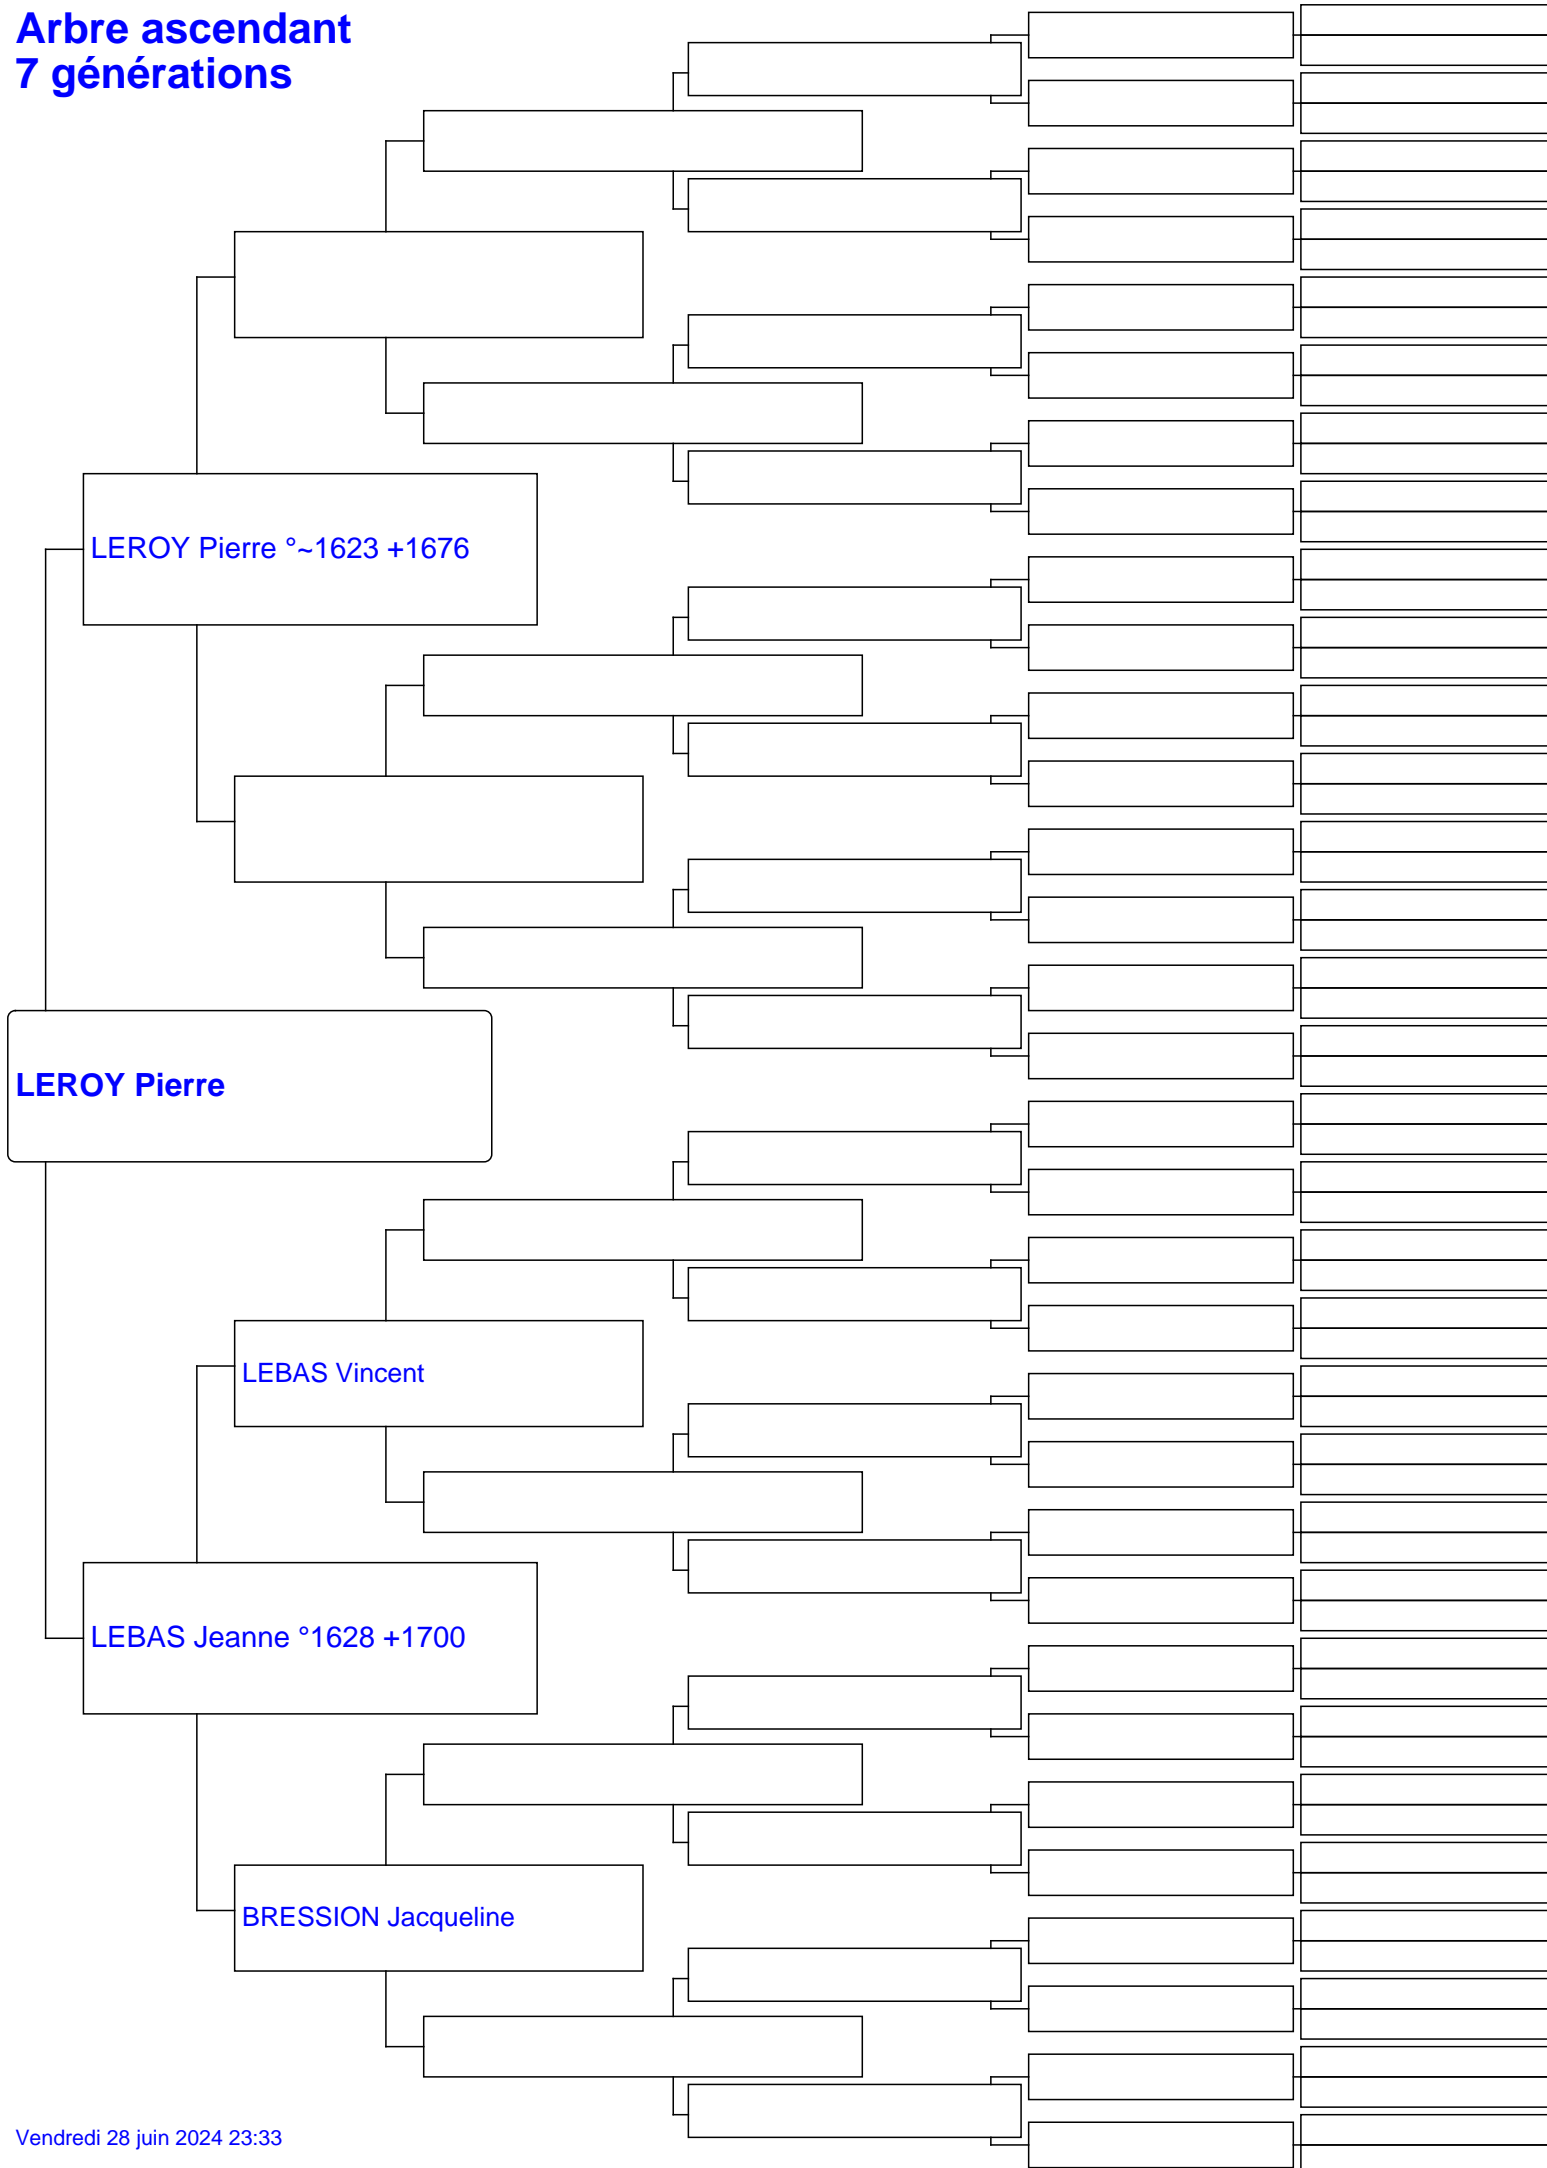 Arbre ascendant
7 générations
LEROY Pierre °~1623 +1676
LEROY Pierre
LEBAS Vincent
LEBAS Jeanne °1628 +1700
BRESSION Jacqueline
Vendredi 28 juin 2024 23:33